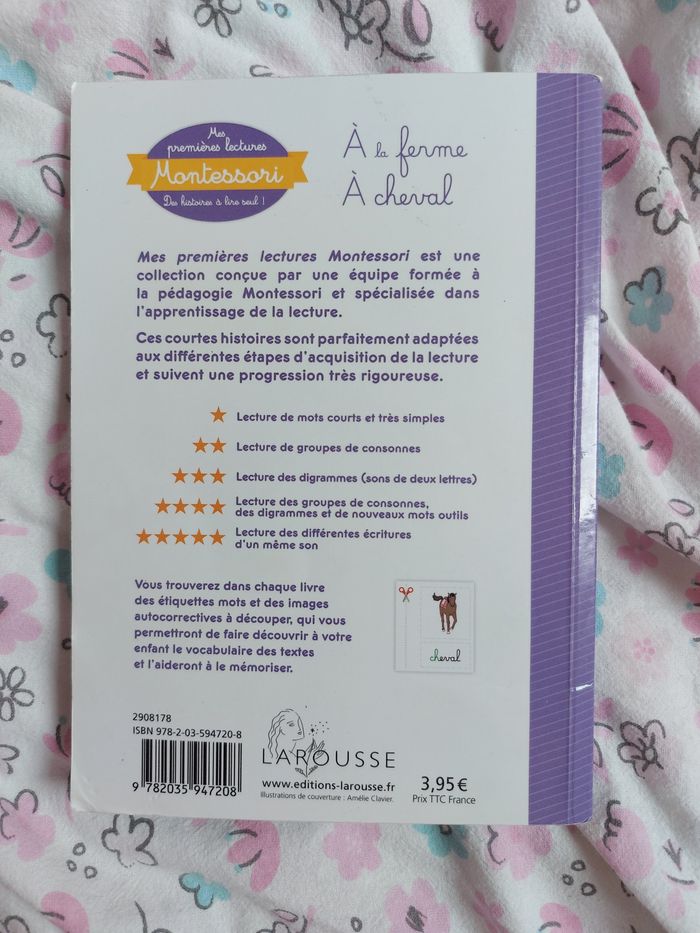 Mes
premières lectures
Montessori
Des histoires à lire seul !
À la ferme
À cheval
Mes premières lectures Montessori est une
collection conçue par une équipe formée à
la pédagogie Montessori et spécialisée dans
l'apprentissage de la lecture.
Ces courtes histoires sont parfaitement adaptées
aux différentes étapes d'acquisition de la lecture
et suivent une progression très rigoureuse.
Lecture de mots courts et très simples
Lecture de groupes de consonnes
Lecture des digrammes (sons de deux lettres)
Lecture des groupes de consonnes,
des digrammes et de nouveaux mots outils
Lecture des différentes écritures
d'un même son
Vous trouverez dans chaque livre
des étiquettes mots et des images
autocorrectives à découper, qui vous
permettront de faire découvrir à votre
enfant le vocabulaire des textes
et l'aideront à le mémoriser.
cheval
2908178
ISBN 978-2-03-594720-8
9 782035 947208
LAROUSSE
www.editions-larousse.fr
Illustrations de couverture : Amélie Clavier.
3,95 €
Prix TTC France